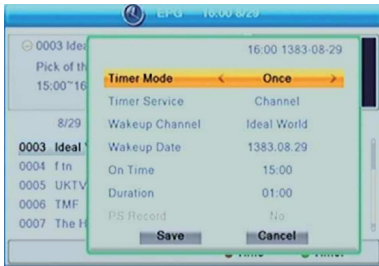 EPG 16:00 8/29
0003 Idea
16:00 1383-08-29
Pick of th
15:00~16
Timer Mode < Once >
Timer Service Channel
Wakeup Channel Ideal World
8/29
Wakeup Date 1383.08.29
0003 Ideal
On Time 15:00
0004 f tn
Duration 01:00
0005 UKTV
PS Record No
0006 TMF
0007 The H
Save Cancel
Timer